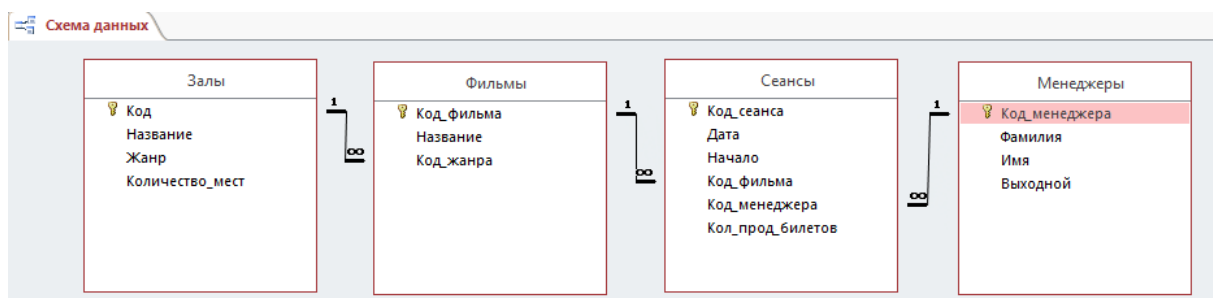 Схема данных
Залы
Код
Название
Жанр
Количество_мест
1
∞
Фильмы
Код_фильма
Название
Код_жанра
1
∞
Сеансы
Код_сеанса
Дата
Начало
Код_фильма
Код_менеджера
Кол_прод_билетов
1
∞
Менеджеры
Код_менеджера
Фамилия
Имя
Выходной